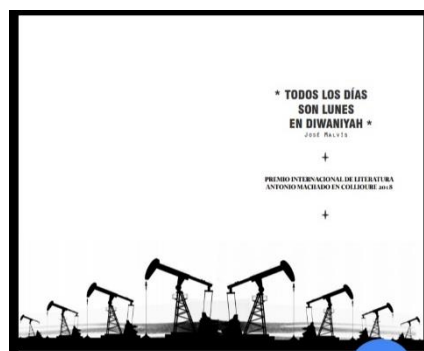 * TODOS LOS DÍAS
SON LUNES
EN DIWANIYAH *
JOSÉ MALVÍS
PREMIO INTERNACIONAL DE LITERATURA
ANTONIO MACHADO EN COLLIOURE 2018